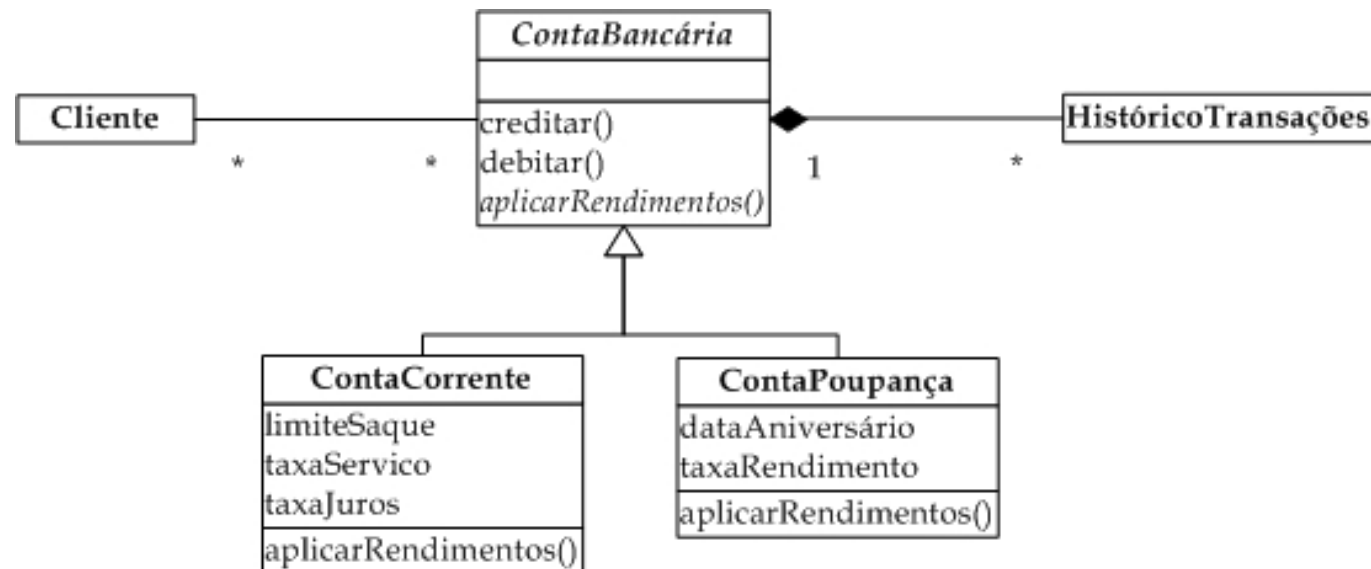 ContaBancária
Cliente
creditar()
debitar()
aplicarRendimentos()
HistóricoTransações
*
*
1
*
ContaCorrente
limiteSaque
taxaServico
taxaJuros
aplicarRendimentos()
ContaPoupança
dataAniversário
taxaRendimento
aplicarRendimentos()